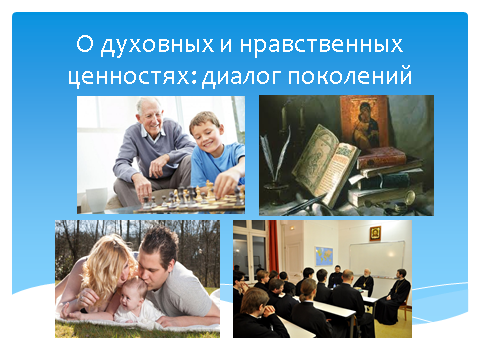 О духовных и нравственных
ценностях: диалог поколений